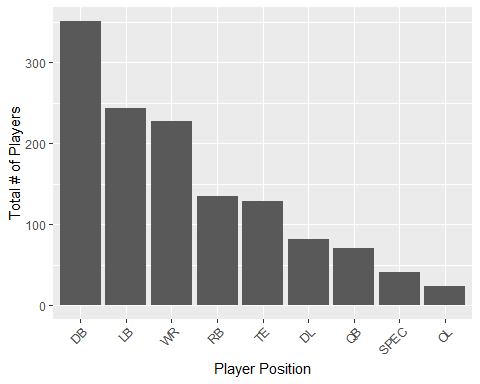 Total # of Players
300
200
100
0
DB
LB
WR
RB
TE
DL
QB
SPEC
OL
Player Position